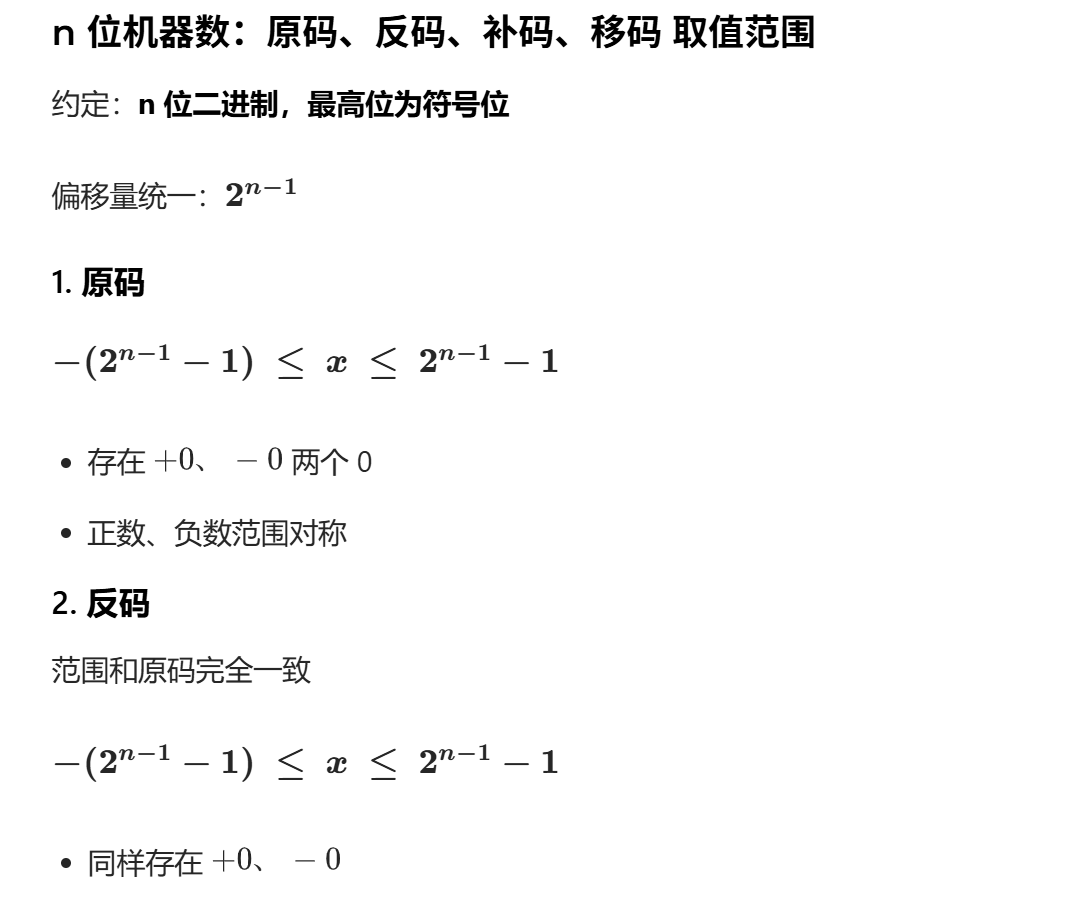 n 位机器数：原码、反码、补码、移码 取值范围
约定：n 位二进制，最高位为符号位
偏移量统一：2^{n-1}
1. 原码
−(2^{n−1} − 1) ≤ x ≤ 2^{n−1} − 1
• 存在 +0、 −0 两个 0
• 正数、负数范围对称
2. 反码
范围和原码完全一致
−(2^{n−1} − 1) ≤ x ≤ 2^{n−1} − 1
• 同样存在 +0、 −0